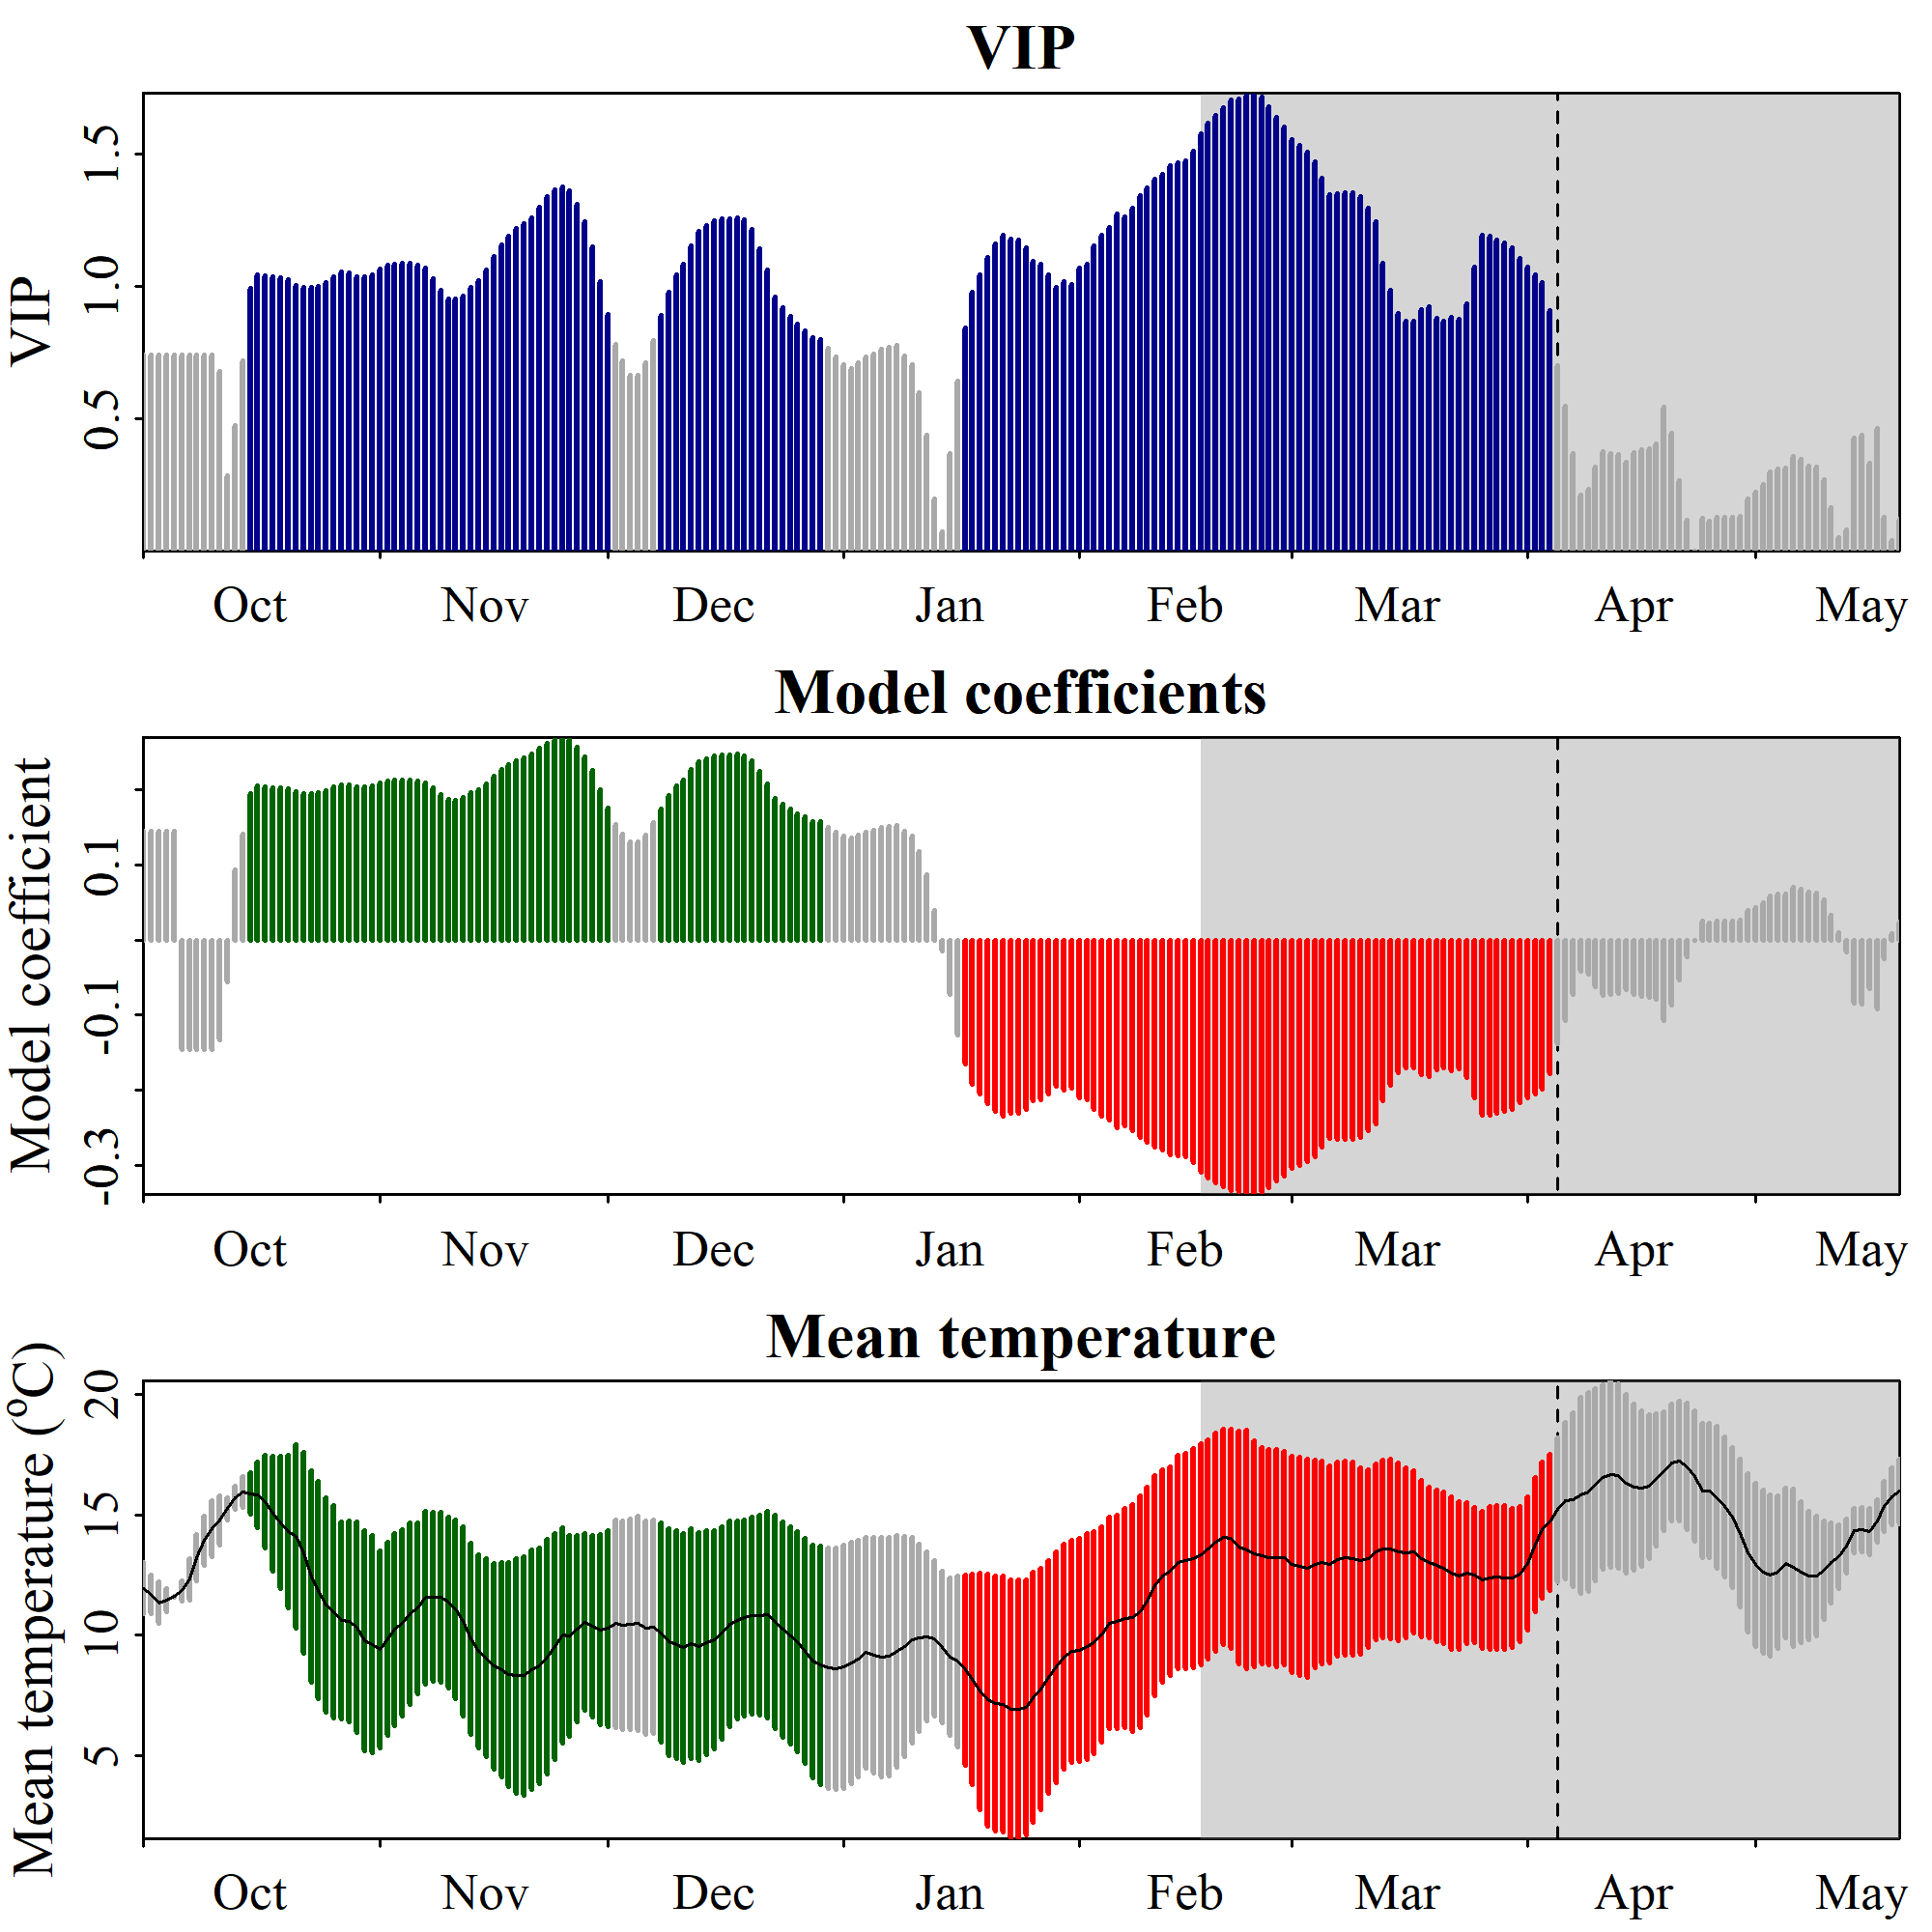 VIP
VIP
1.5
1.0
0.5
Oct Nov Dec Jan Feb Mar Apr May
Model coefficients
Model coefficient
0.1
-0.1
-0.3
Oct Nov Dec Jan Feb Mar Apr May
Mean temperature
Mean temperature (ºC)
20
15
10
5
Oct Nov Dec Jan Feb Mar Apr May